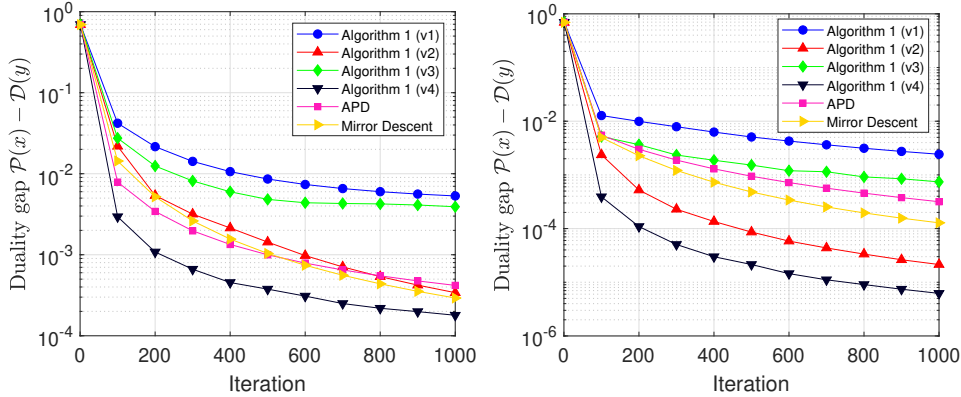 10^0
10^-1
10^-2
10^-3
10^-4
Duality gap P(x) − D(y)
Algorithm 1 (v1)
Algorithm 1 (v2)
Algorithm 1 (v3)
Algorithm 1 (v4)
APD
Mirror Descent
0 200 400 600 800 1000
Iteration
10^0
10^-2
10^-4
10^-6
Duality gap P(x) − D(y)
Algorithm 1 (v1)
Algorithm 1 (v2)
Algorithm 1 (v3)
Algorithm 1 (v4)
APD
Mirror Descent
0 200 400 600 800 1000
Iteration